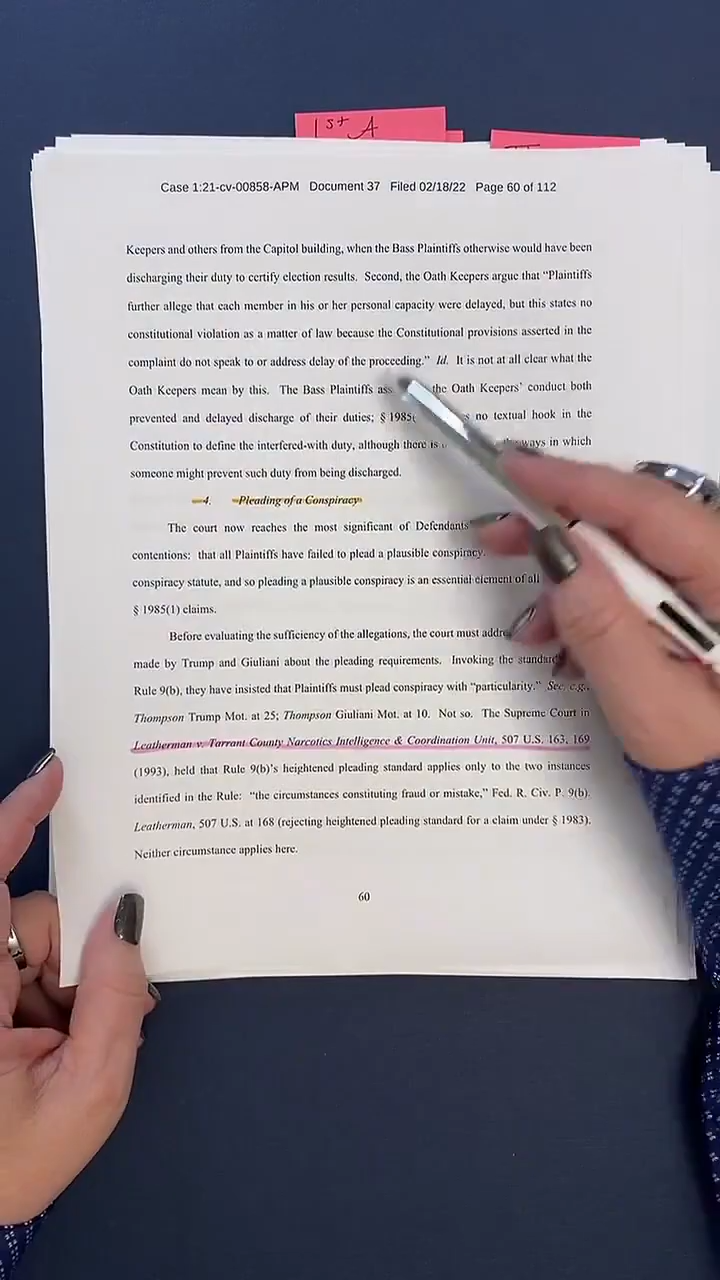 1st A
Case 1:21-cv-00858-APM Document 37 Filed 02/18/22 Page 60 of 112
Keepers and others from the Capitol building, when the Bass Plaintiffs otherwise would have been
discharging their duty to certify election results. Second, the Oath Keepers argue that “Plaintiffs
further allege that each member in his or her personal capacity were delayed, but this states no
constitutional violation as a matter of law because the Constitutional provisions asserted in the
complaint do not speak to or address delay of the proceeding.” Id. It is not at all clear what the
Oath Keepers mean by this. The Bass Plaintiffs the Oath Keepers’ conduct both
prevented and delayed discharge of their duties; § 1985( no textual hook in the
Constitution to define the interfered-with duty, although there is ways in which
someone might prevent such duty from being discharged.
4. Pleading of a Conspiracy
The court now reaches the most significant of Defendants’
contentions: that all Plaintiffs have failed to plead a plausible conspiracy.
conspiracy statute, and so pleading a plausible conspiracy is an essential element of all
§ 1985(1) claims.
Before evaluating the sufficiency of the allegations, the court must
made by Trump and Giuliani about the pleading requirements. Invoking the standard
Rule 9(b), they have insisted that Plaintiffs must plead conspiracy with “particularity.” See, e.g.,
Thompson Trump Mot. at 25; Thompson Giuliani Mot. at 10. Not so. The Supreme Court in
Leatherman v. Tarrant County Narcotics Intelligence & Coordination Unit, 507 U.S. 163, 169
(1993), held that Rule 9(b)’s heightened pleading standard applies only to the two instances
identified in the Rule: “the circumstances constituting fraud or mistake,” Fed. R. Civ. P. 9(b).
Leatherman, 507 U.S. at 168 (rejecting heightened pleading standard for a claim under § 1983).
Neither circumstance applies here.
60